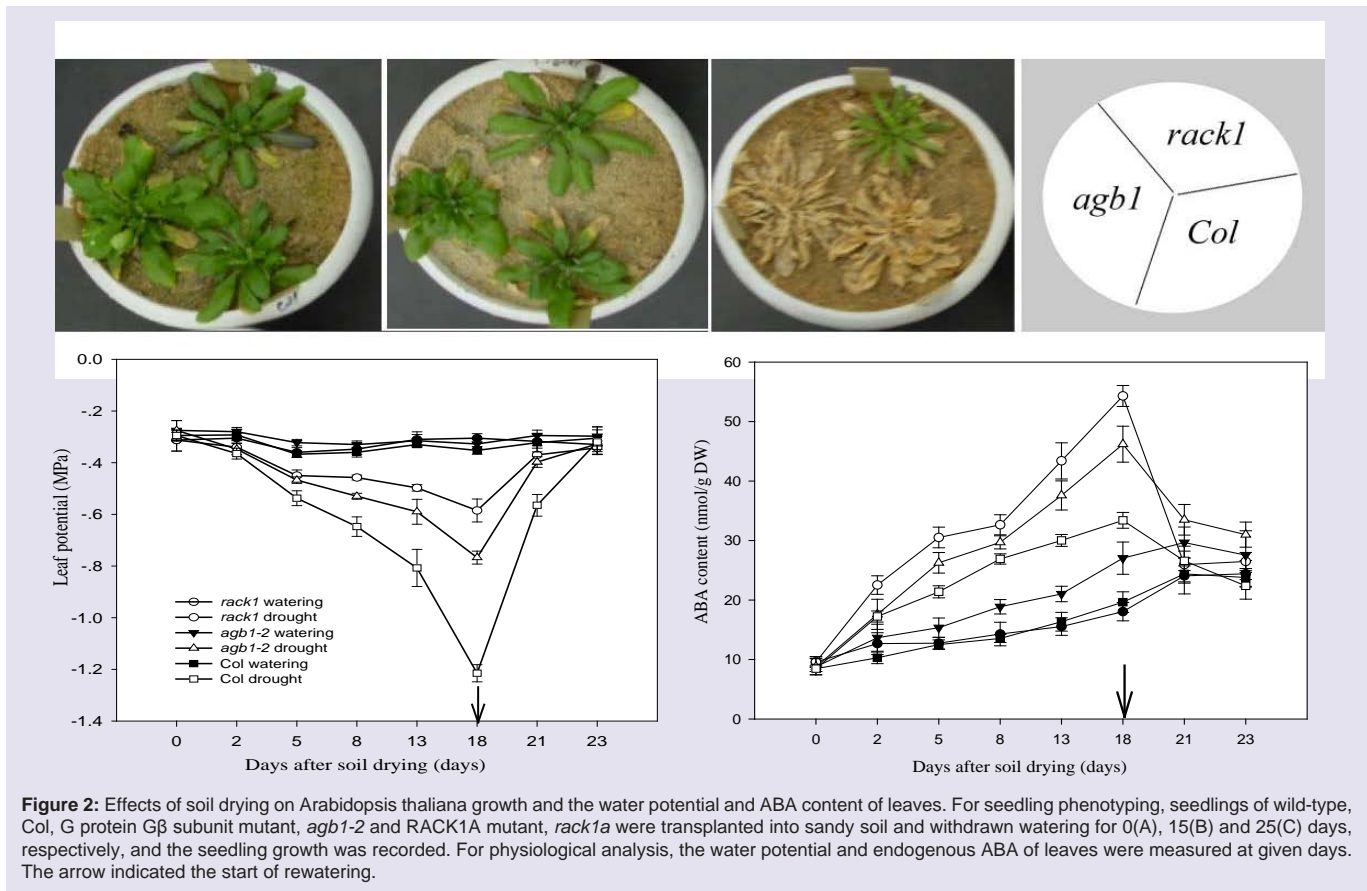 rack1
agb1
Col
0.0
-.2
-.4
-.6
-.8
-1.0
-1.2
-1.4
Leaf potential (MPa)
rack1 watering
rack1 drought
agb1-2 watering
agb1-2 drought
Col watering
Col drought
0 2 5 8 13 18 21 23
Days after soil drying (days)
60
50
40
30
20
10
0
ABA content (nmol/g DW)
0 2 5 8 13 18 21 23
Days after soil drying (days)
Figure 2: Effects of soil drying on Arabidopsis thaliana growth and the water potential and ABA content of leaves. For seedling phenotyping, seedlings of wild-type,
Col, G protein Gβ subunit mutant, agb1-2 and RACK1A mutant, rack1a were transplanted into sandy soil and withdrawn watering for 0(A), 15(B) and 25(C) days,
respectively, and the seedling growth was recorded. For physiological analysis, the water potential and endogenous ABA of leaves were measured at given days.
The arrow indicated the start of rewatering.